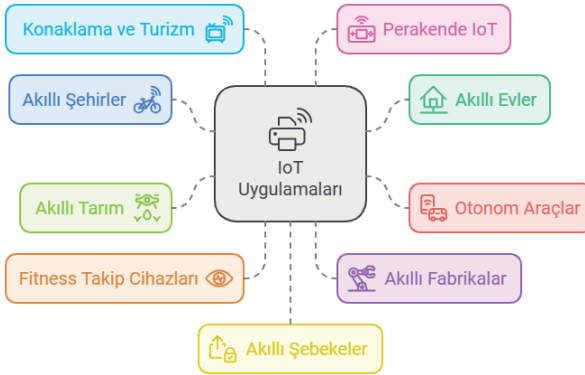 Konaklama ve Turizm
Perakende IoT
Akıllı Şehirler
Akıllı Evler
IoT
Uygulamaları
Akıllı Tarım
Otonom Araçlar
Fitness Takip Cihazları
Akıllı Fabrikalar
Akıllı Şebekeler